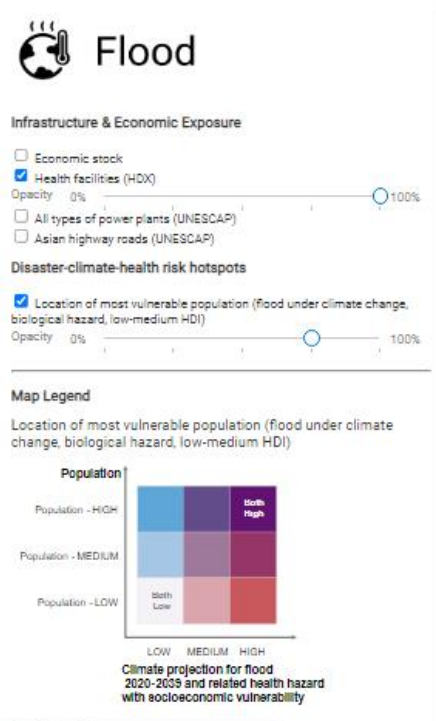 Flood
Infrastructure & Economic Exposure
Economic stock
Health facilities (HDX)
Opacity 0% 100%
All types of power plants (UNESCAP)
Asian highway roads (UNESCAP)
Disaster-climate-health risk hotspots
Location of most vulnerable population (flood under climate change,
biological hazard, low-medium HDI)
Opacity 0% 100%
Map Legend
Location of most vulnerable population (flood under climate
change, biological hazard, low-medium HDI)
Population
Population - HIGH
Both
High
Population - MEDIUM
Population - LOW
Both
Low
LOW MEDIUM HIGH
Climate projection for flood
2020-2039 and related health hazard
with socioeconomic vulnerability